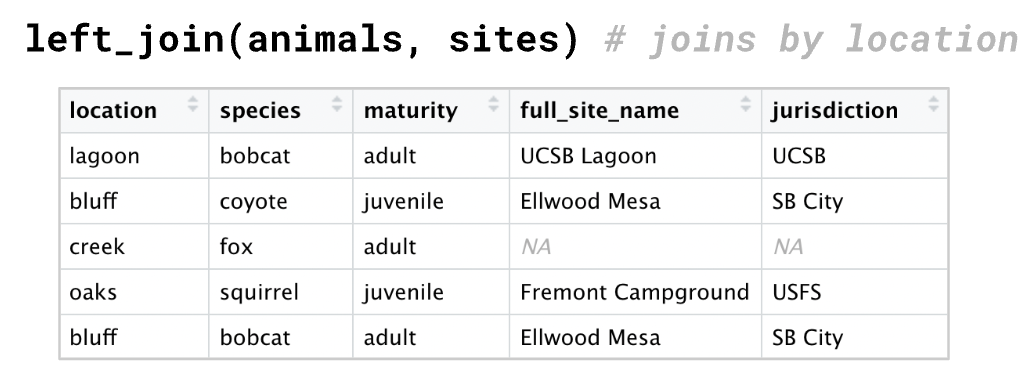 left_join(animals, sites) # joins by location
location species maturity full_site_name jurisdiction
lagoon bobcat adult UCSB Lagoon UCSB
bluff coyote juvenile Ellwood Mesa SB City
creek fox adult NA NA
oaks squirrel juvenile Fremont Campground USFS
bluff bobcat adult Ellwood Mesa SB City